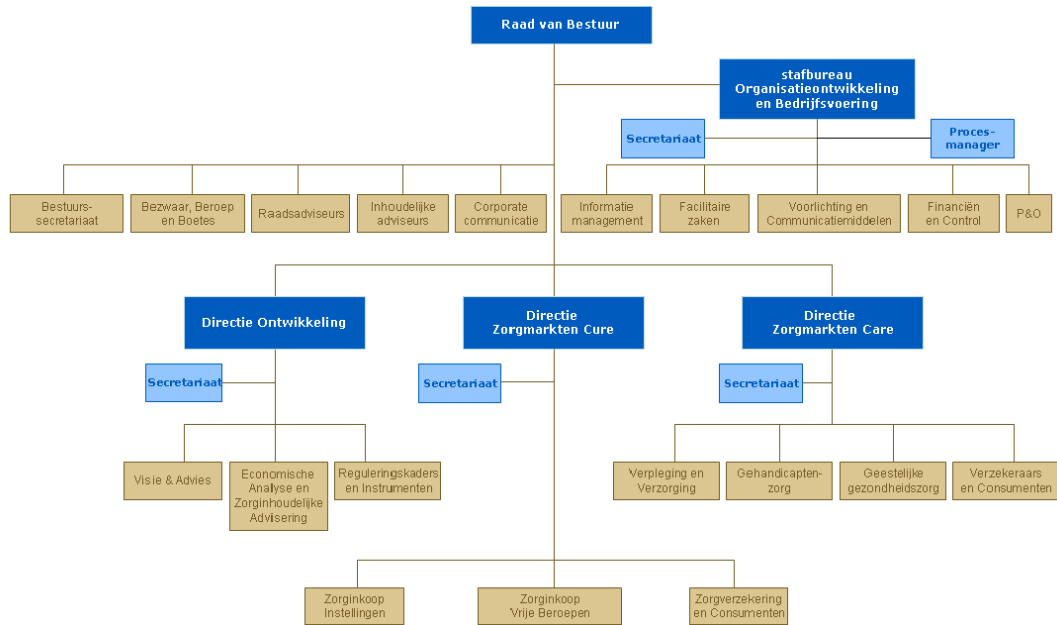 Raad van Bestuur
stafbureau
Organisatieontwikkeling
en Bedrijfsvoering
Secretariaat
Proces-
manager
Bestuurs-
secretariaat
Bezwaar, Beroep
en Boetes
Raadsadviseurs
Inhoudelijke
adviseurs
Corporate
communicatie
Informatie
management
Facilitaire
zaken
Voorlichting en
Communicatiemiddelen
Financiën
en Control
P&O
Directie Ontwikkeling
Directie
Zorgmarkten Cure
Directie
Zorgmarkten Care
Secretariaat
Secretariaat
Secretariaat
Visie & Advies
Economische
Analyse en
Zorginhoudelijke
Advisering
Reguleringskaders
en Instrumenten
Verpleging en
Verzorging
Gehandicapten-
zorg
Geestelijke
gezondheidszorg
Verzekeraars
en Consumenten
Zorginkoop
Instellingen
Zorginkoop
Vrije Beroepen
Zorgverzekering
en Consumenten